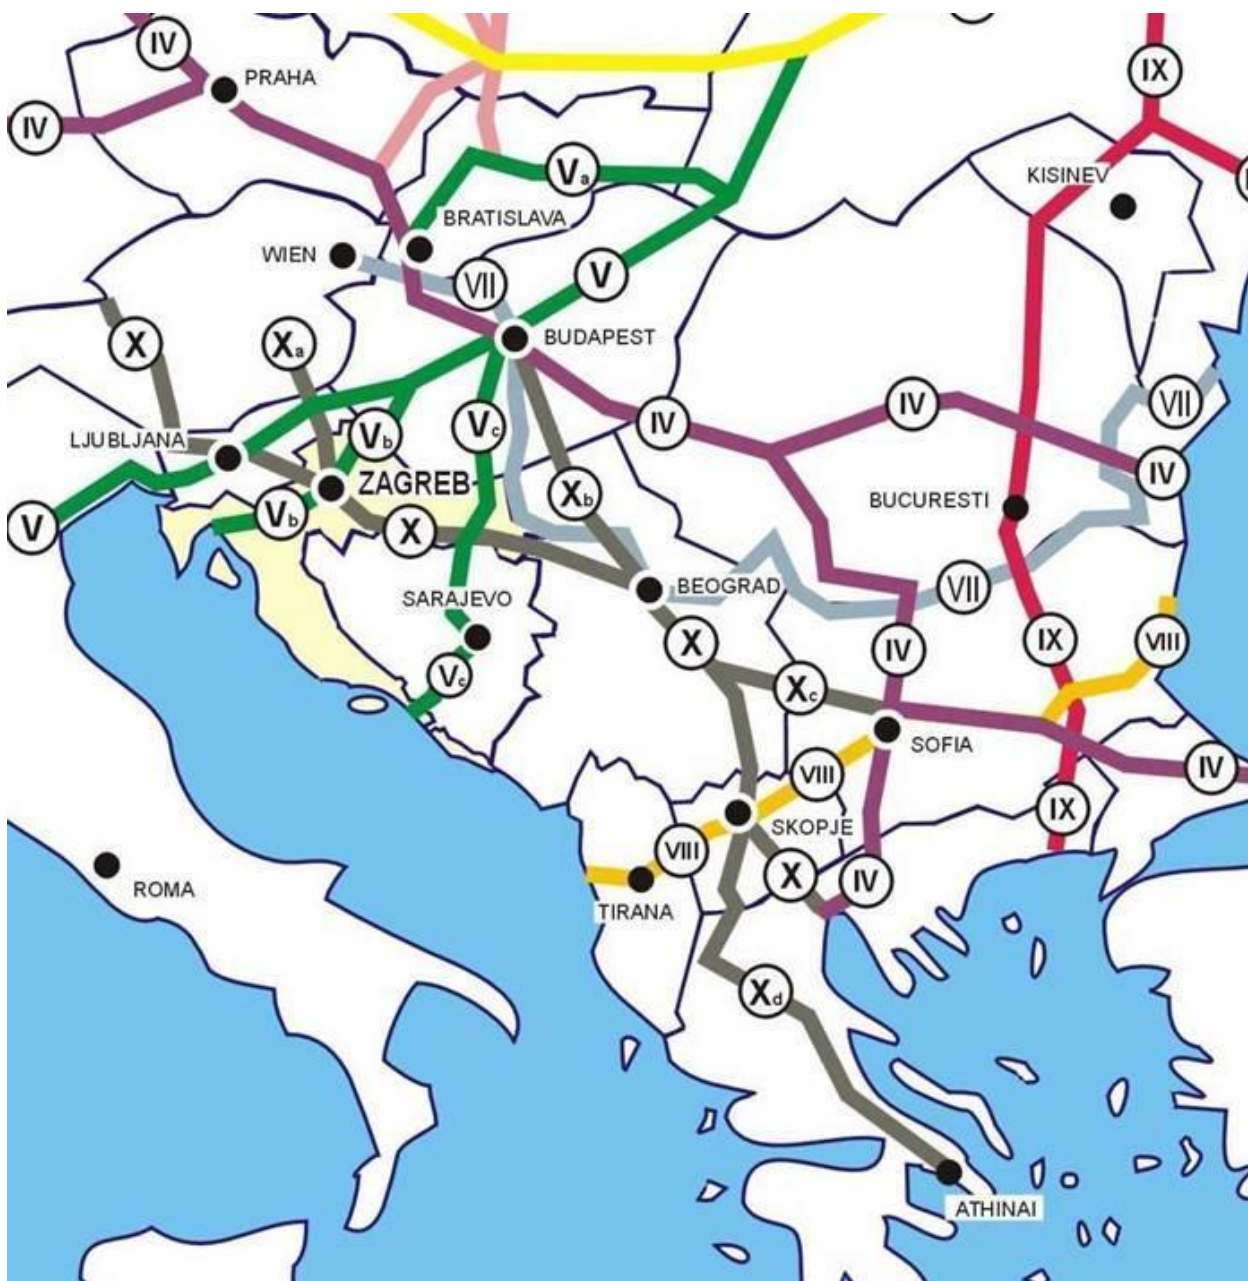 IV
IX
PRAHA
IV
Va
KISINEV
BRATISLAVA
WIEN
VII
V
X
Xa
BUDAPEST
VII
IV
IV
Vb
Vc
LJUBLJANA
IV
ZAGREB
Xb
BUCURESTI
V
Vb
X
BEOGRAD
VII
SARAJEVO
X
IX
VIII
IV
Vc
Xc
SOFIA
VIII
IV
IX
SKOPJE
VIII
X
IV
ROMA
TIRANA
Xd
ATHINAI